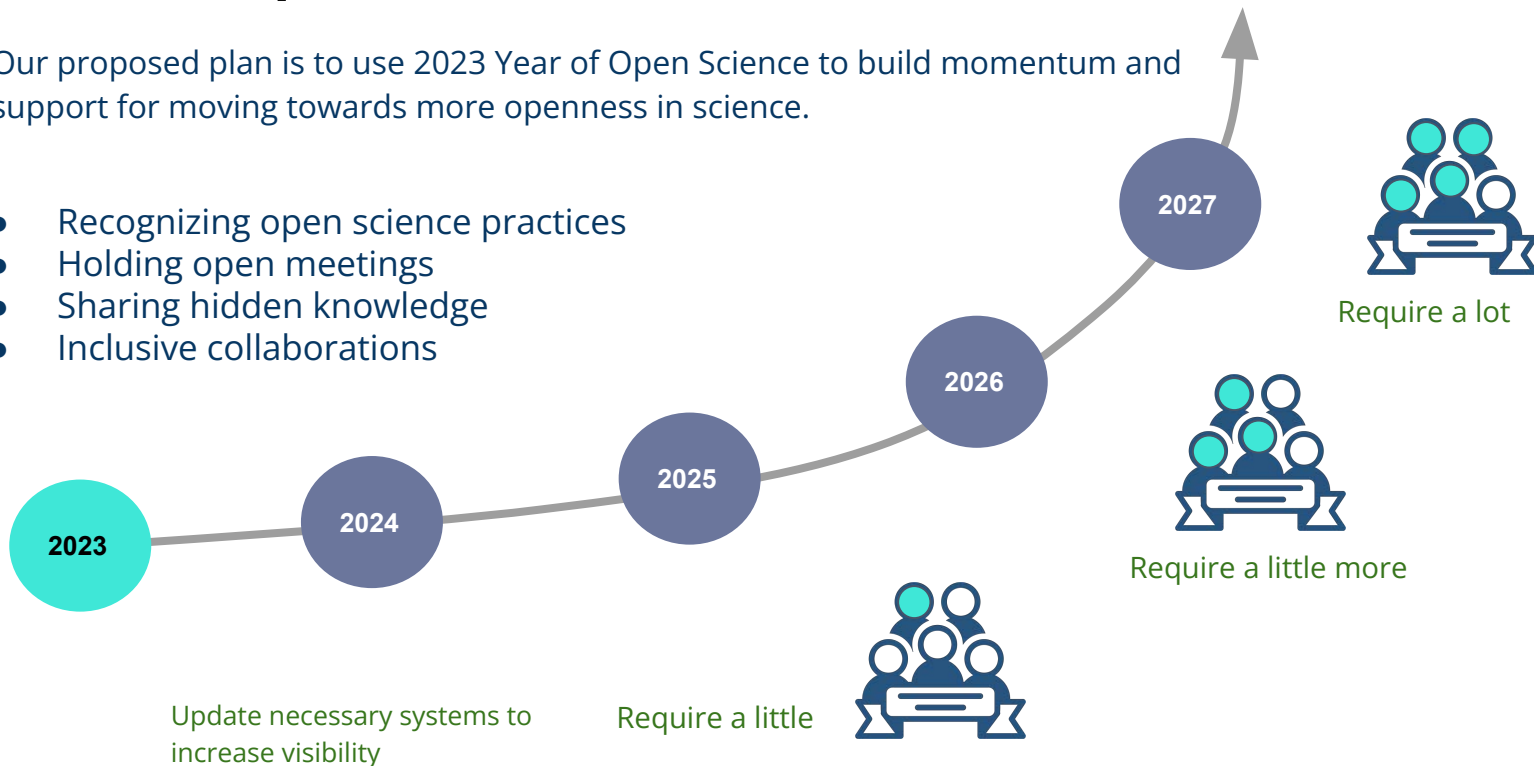 Our proposed plan is to use 2023 Year of Open Science to build momentum and
support for moving towards more openness in science.
• Recognizing open science practices
• Holding open meetings
• Sharing hidden knowledge
• Inclusive collaborations
2023
2024
2025
2026
2027
Update necessary systems to
increase visibility
Require a little
Require a little more
Require a lot